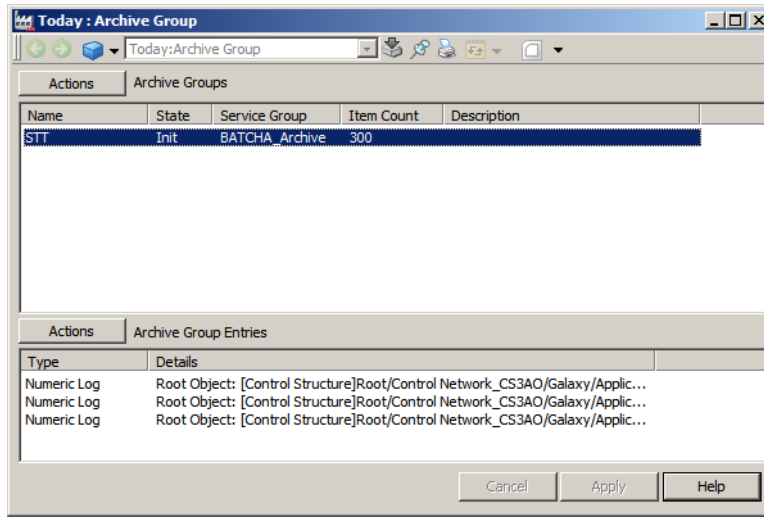 Today : Archive Group
Today:Archive Group
Actions Archive Groups
Name State Service Group Item Count Description
STT Init BATCHA_Archive 300
Actions Archive Group Entries
Type Details
Numeric Log Root Object: [Control Structure]Root/Control Network_CS3AO/Galaxy/Applic...
Numeric Log Root Object: [Control Structure]Root/Control Network_CS3AO/Galaxy/Applic...
Numeric Log Root Object: [Control Structure]Root/Control Network_CS3AO/Galaxy/Applic...
Cancel Apply Help